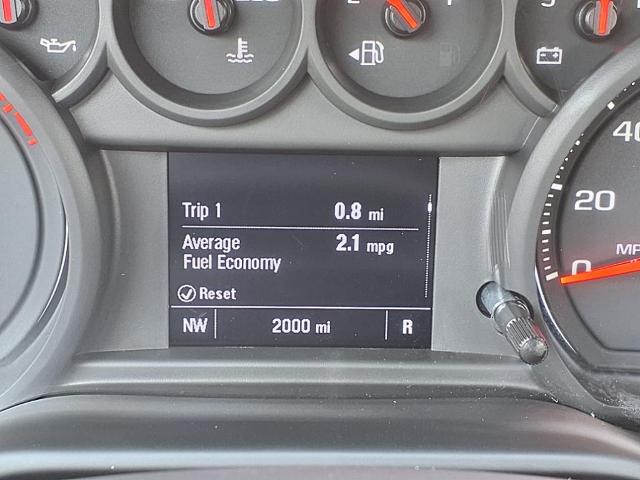 Trip 1 0.8 mi
Average 2.1 mpg
Fuel Economy
Reset
NW 2000 mi R
40
20
0